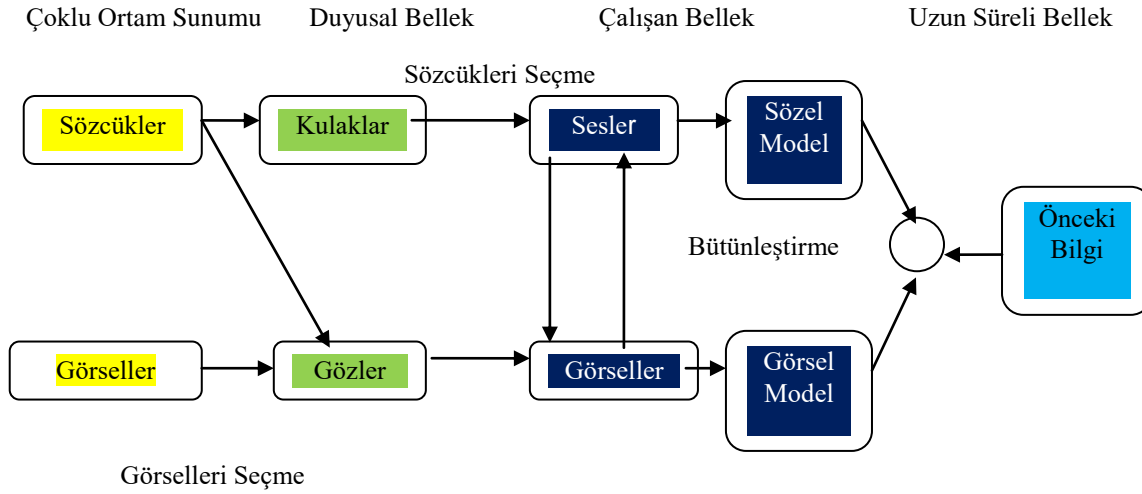 Çoklu Ortam Sunumu
Duyusal Bellek
Çalışan Bellek
Uzun Süreli Bellek
Sözcükleri Seçme
Sözcükler
Kulaklar
Sesler
Sözel
Model
Bütünleştirme
Önceki
Bilgi
Görseller
Gözler
Görseller
Görsel
Model
Görselleri Seçme